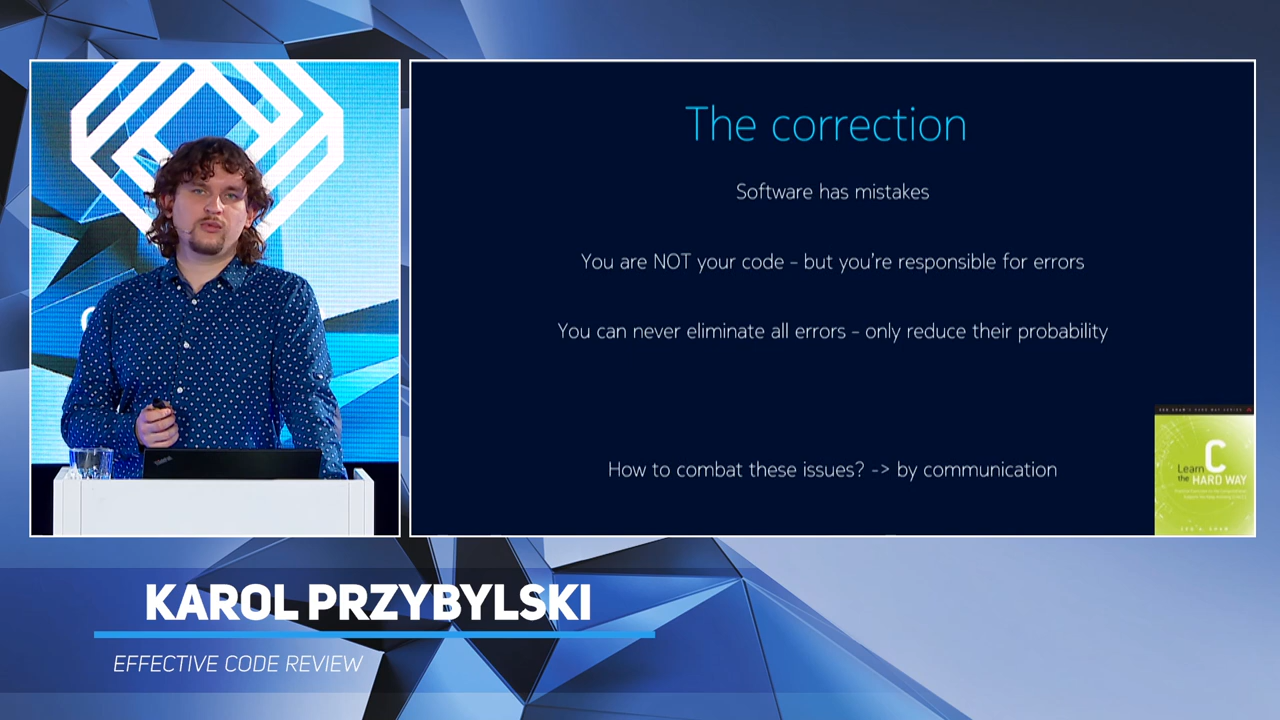 The correction
Software has mistakes
You are NOT your code - but you're responsible for errors
You can never eliminate all errors - only reduce their probability
How to combat these issues? -> by communication
Learn C
the HARD WAY
KAROL PRZYBYLSKI
EFFECTIVE CODE REVIEW